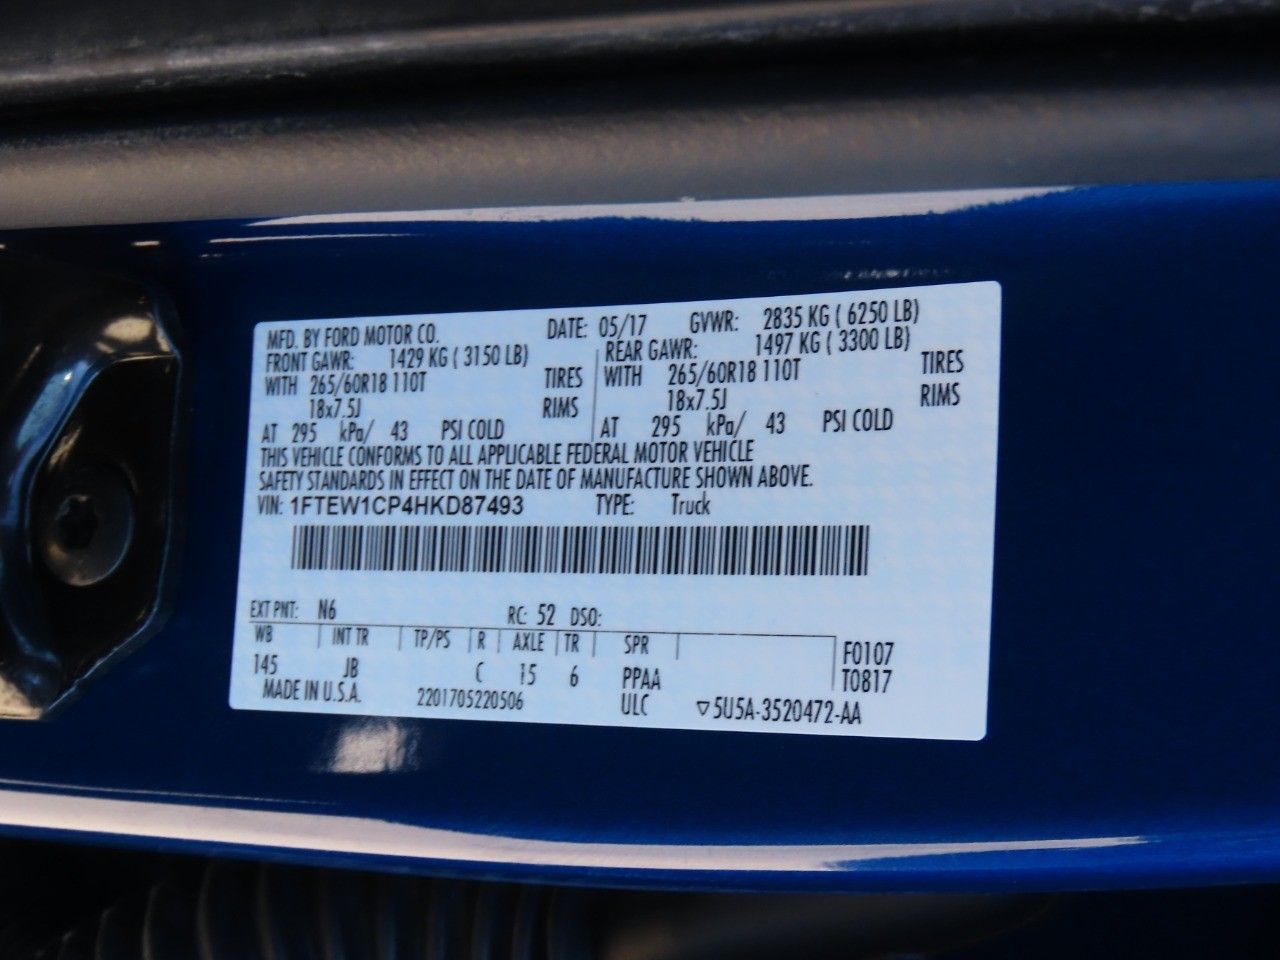 MFD. BY FORD MOTOR CO. DATE: 05/17 GVWR: 2835 KG ( 6250 LB)
FRONT GAWR: 1429 KG ( 3150 LB) REAR GAWR: 1497 KG ( 3300 LB)
WITH 265/60R18 110T TIRES WITH 265/60R18 110T TIRES
18x7.5J RIMS 18x7.5J RIMS
AT 295 kPa/ 43 PSI COLD AT 295 kPa/ 43 PSI COLD
THIS VEHICLE CONFORMS TO ALL APPLICABLE FEDERAL MOTOR VEHICLE
SAFETY STANDARDS IN EFFECT ON THE DATE OF MANUFACTURE SHOWN ABOVE.
VIN: 1FTEW1CP4HKD87493 TYPE: Truck
EXT PNT: N6 RC: 52 DSO:
WB INT TR TP/PS R AXLE TR SPR F0107
145 JB C 15 6 PPAA T0817
MADE IN U.S.A. 2201705220506 ULC ▽5U5A-3520472-AA